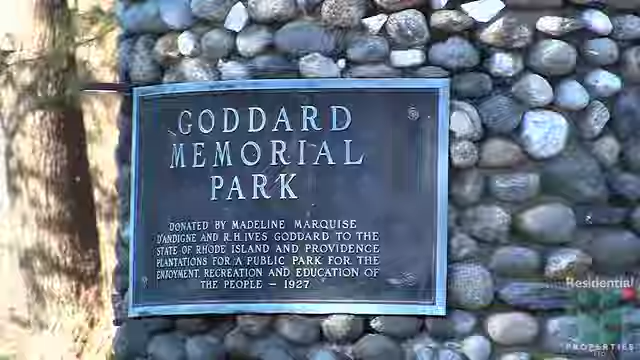 GODDARD
MEMORIAL
PARK
DONATED BY MADELINE MARQUISE
D'ANDIGNE AND R.H. IVES GODDARD TO THE
STATE OF RHODE ISLAND AND PROVIDENCE
PLANTATIONS FOR A PUBLIC PARK FOR THE
ENJOYMENT, RECREATION AND EDUCATION OF
THE PEOPLE – 1927
Residential
PROPERTIES
LTD